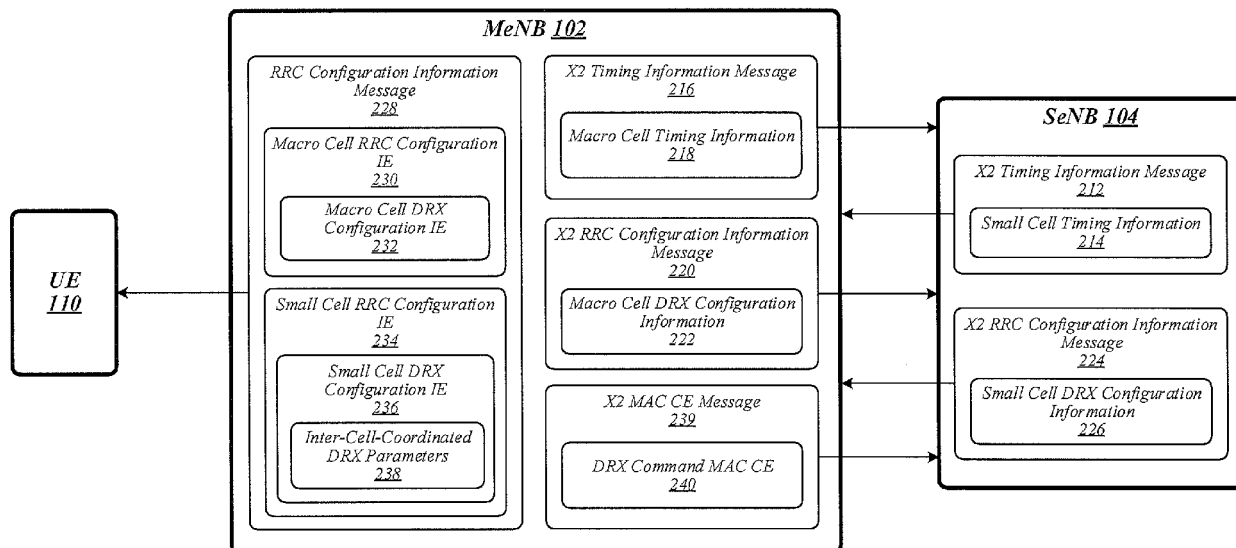 MeNB 102
RRC Configuration Information
Message
228
Macro Cell RRC Configuration
IE
230
Macro Cell DRX
Configuration IE
232
Small Cell RRC Configuration
IE
234
Small Cell DRX
Configuration IE
236
Inter-Cell-Coordinated
DRX Parameters
238
X2 Timing Information Message
216
Macro Cell Timing Information
218
X2 RRC Configuration Information
Message
220
Macro Cell DRX Configuration
Information
222
X2 MAC CE Message
239
DRX Command MAC CE
240
SeNB 104
X2 Timing Information Message
212
Small Cell Timing Information
214
X2 RRC Configuration Information
Message
224
Small Cell DRX Configuration
Information
226
UE
110